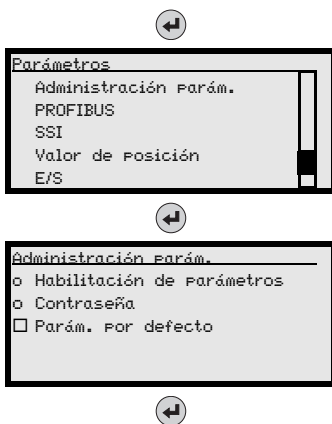 Parámetros
Administración parám.
PROFIBUS
SSI
Valor de posición
E/S
Administración parám.
o Habilitación de parámetros
o Contraseña
☐ Parám. por defecto